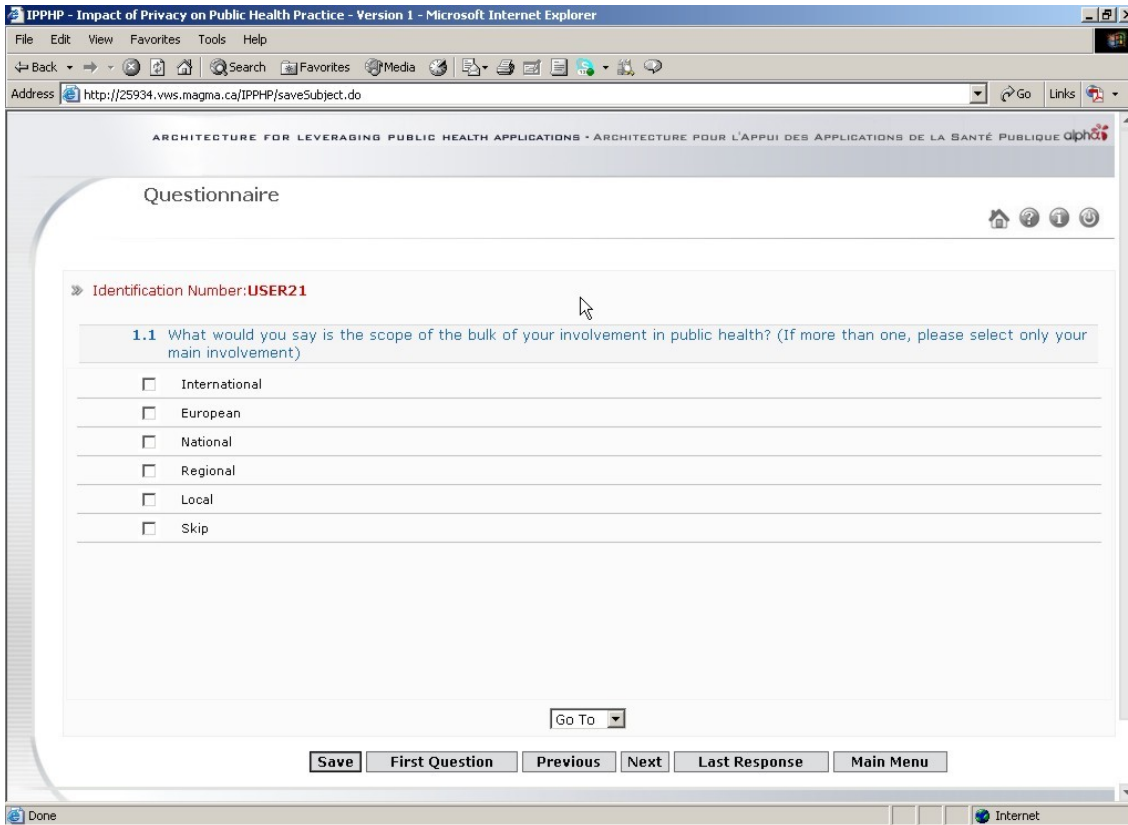 IPPHP - Impact of Privacy on Public Health Practice - Version 1 - Microsoft Internet Explorer
File Edit View Favorites Tools Help
Back Search Favorites Media
Address http://25934.vws.magma.ca/IPPHP/saveSubject.do Go Links
ARCHITECTURE FOR LEVERAGING PUBLIC HEALTH APPLICATIONS - ARCHITECTURE POUR L'APPUI DES APPLICATIONS DE LA SANTÉ PUBLIQUE alpha
Questionnaire
Identification Number:USER21
1.1 What would you say is the scope of the bulk of your involvement in public health? (If more than one, please select only your
main involvement)
International
European
National
Regional
Local
Skip
Go To
Save First Question Previous Next Last Response Main Menu
Done Internet